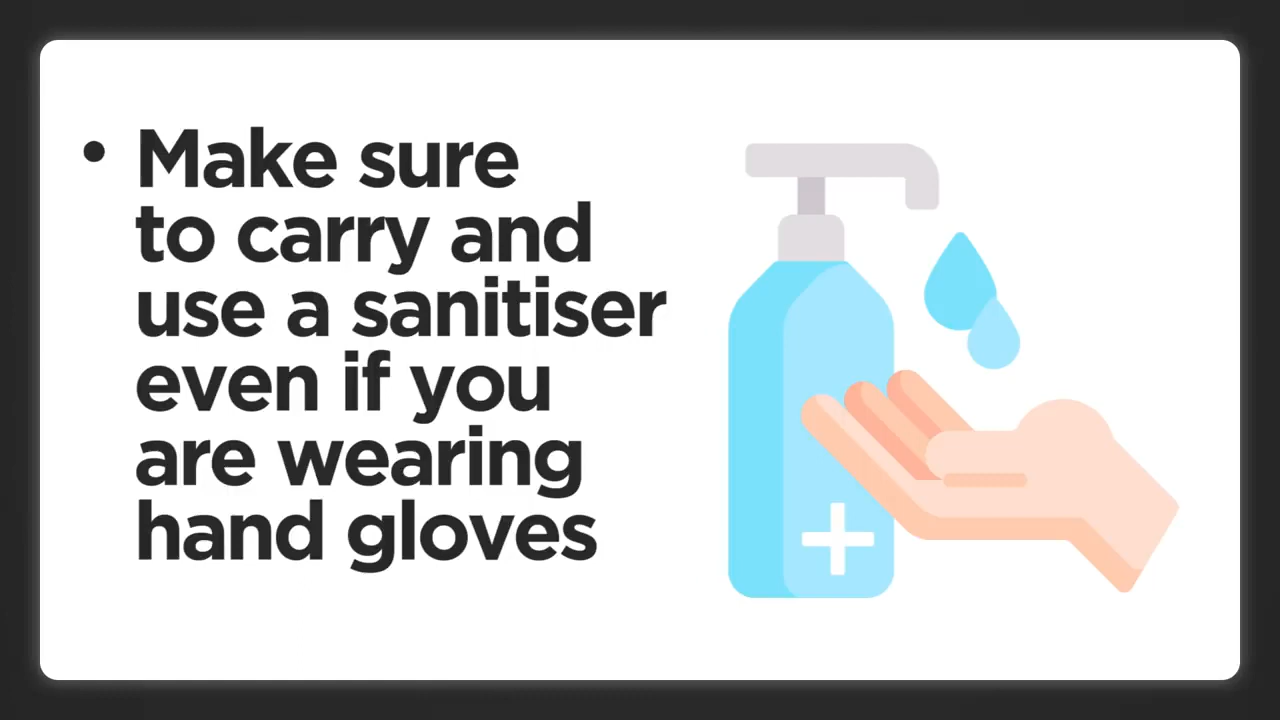 • Make sure
to carry and
use a sanitiser
even if you
are wearing
hand gloves